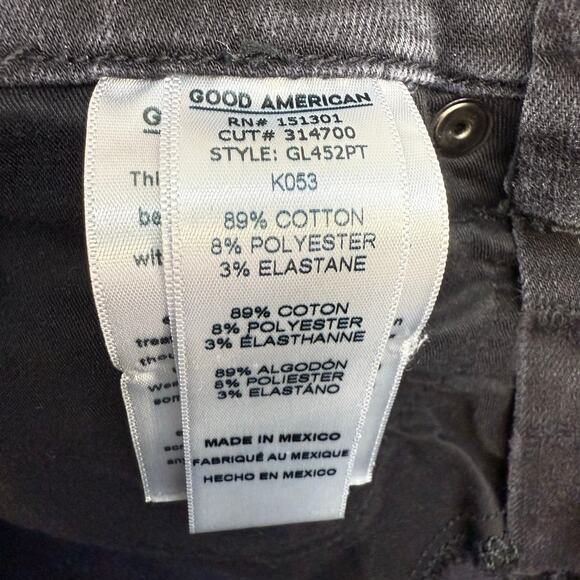 GOOD AMERICAN
RN# 151301
CUT# 314700
STYLE: GL452PT
K053
89% COTTON
8% POLYESTER
3% ELASTANE
89% COTON
8% POLYESTER
3% ÉLASTHANNE
89% ALGODÓN
8% POLIESTER
3% ELASTÁNO
MADE IN MEXICO
FABRIQUÉ AU MEXIQUE
HECHO EN MEXICO